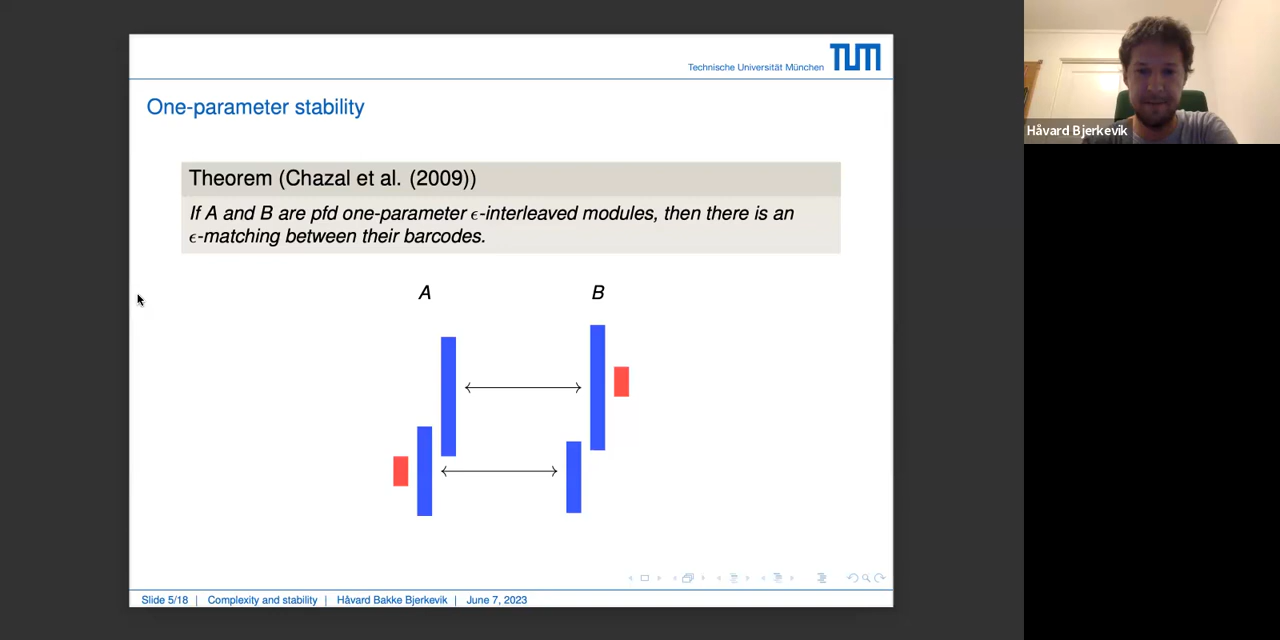 Technische Universität München
TUM
One-parameter stability
Theorem (Chazal et al. (2009))
If A and B are pfd one-parameter ϵ-interleaved modules, then there is an
ϵ-matching between their barcodes.
A B
Slide 5/18 | Complexity and stability | Håvard Bakke Bjerkevik | June 7, 2023
Håvard Bjerkevik